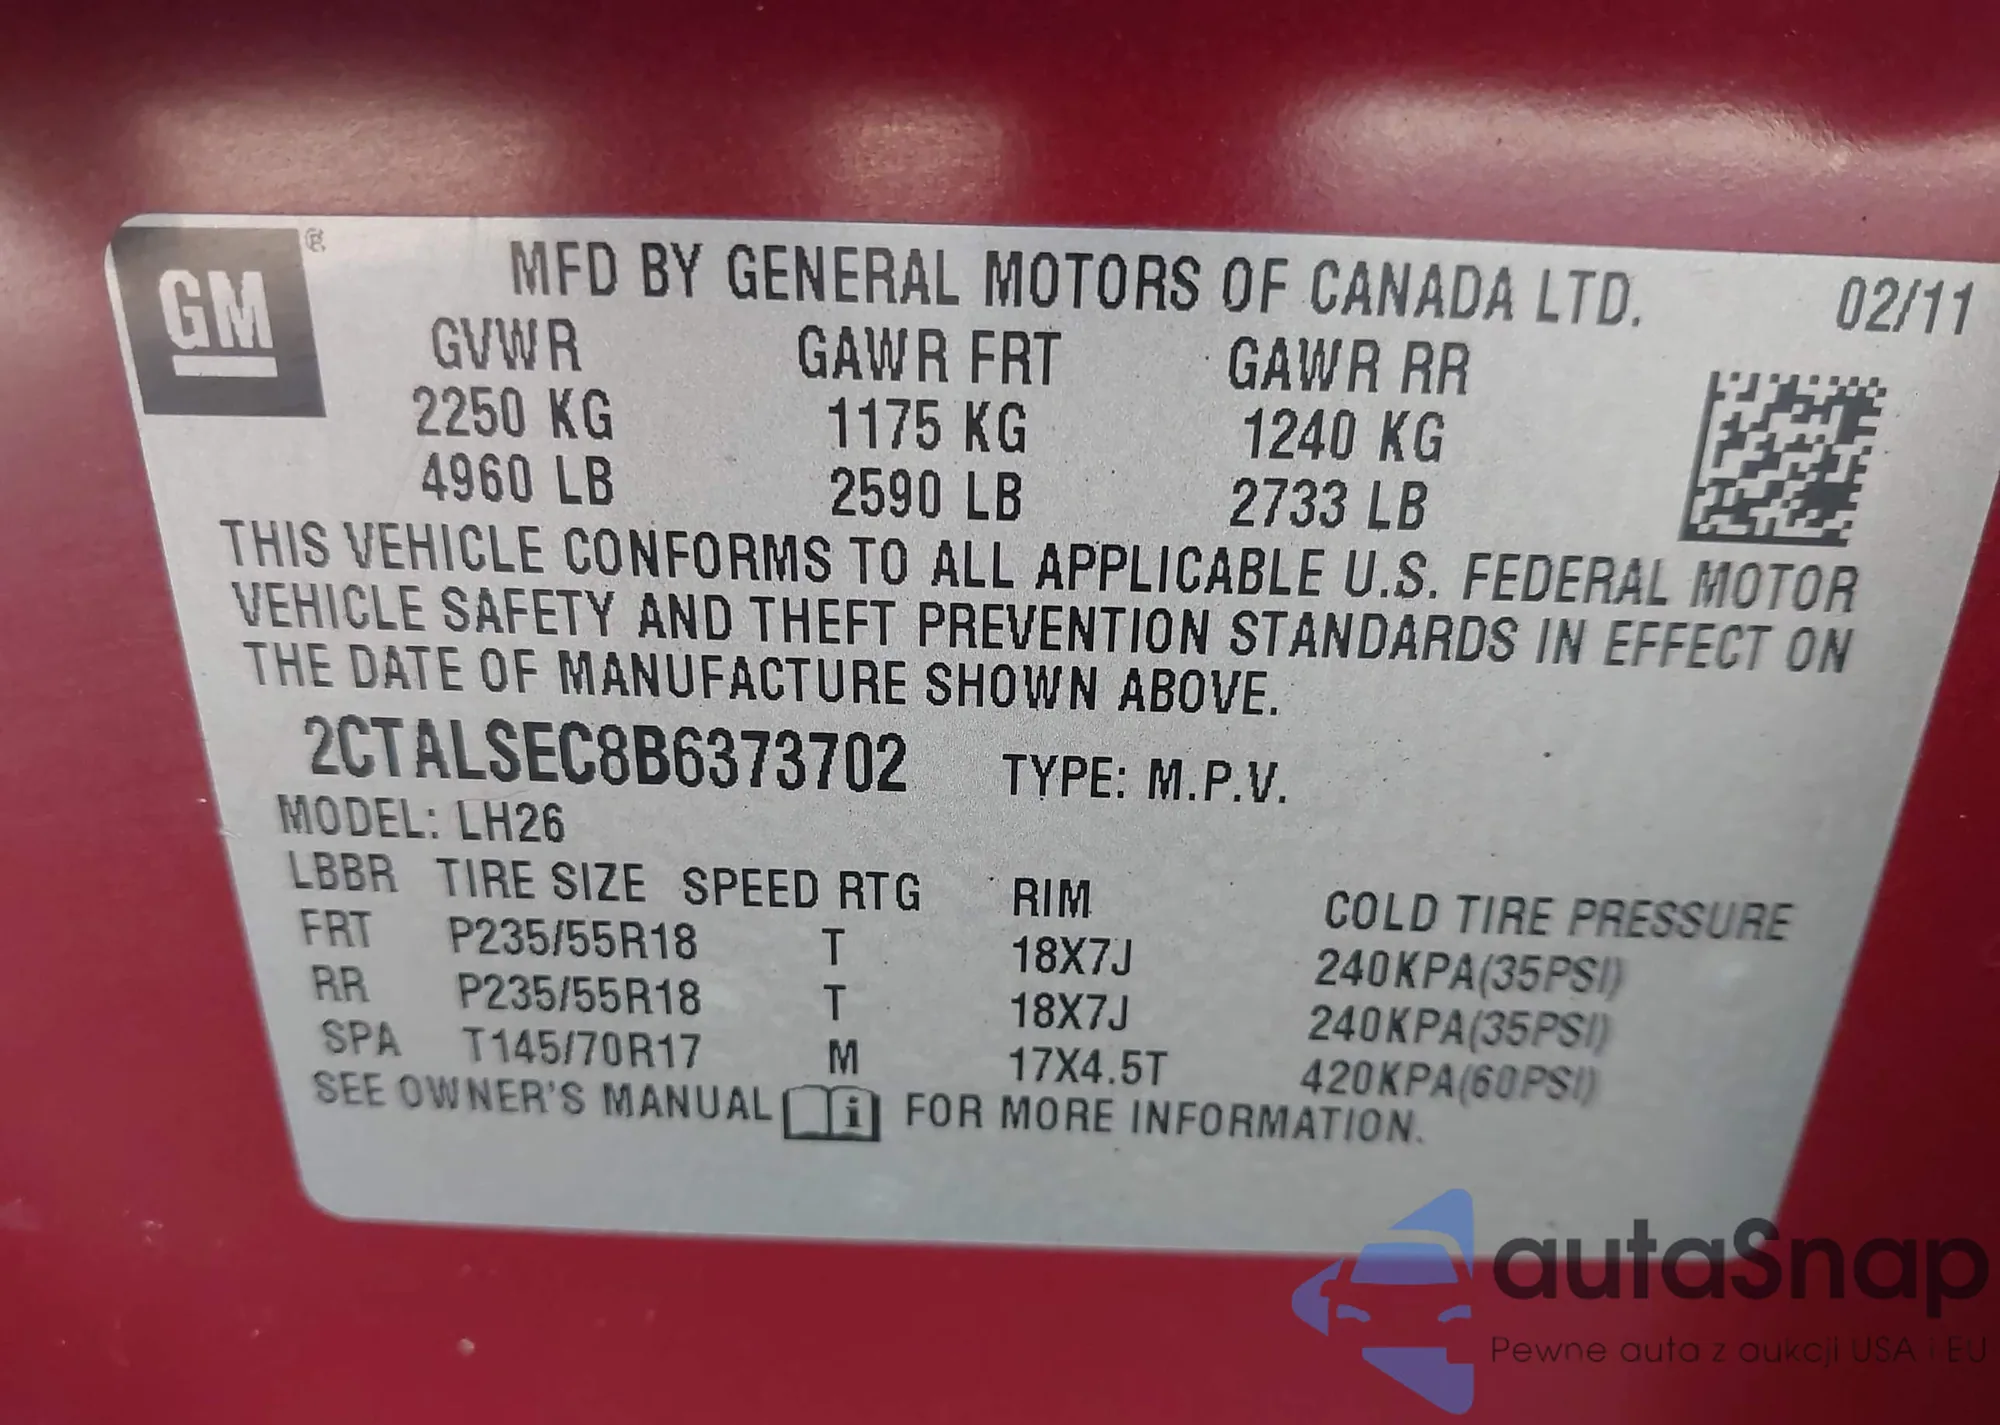 GM ®
MFD BY GENERAL MOTORS OF CANADA LTD. 02/11
GVWR GAWR FRT GAWR RR
2250 KG 1175 KG 1240 KG
4960 LB 2590 LB 2733 LB
THIS VEHICLE CONFORMS TO ALL APPLICABLE U.S. FEDERAL MOTOR
VEHICLE SAFETY AND THEFT PREVENTION STANDARDS IN EFFECT ON
THE DATE OF MANUFACTURE SHOWN ABOVE.
2CTALSEC8B6373702 TYPE: M.P.V.
MODEL: LH26
LBBR TIRE SIZE SPEED RTG RIM COLD TIRE PRESSURE
FRT P235/55R18 T 18X7J 240KPA(35PSI)
RR P235/55R18 T 18X7J 240KPA(35PSI)
SPA T145/70R17 M 17X4.5T 420KPA(60PSI)
SEE OWNER'S MANUAL i FOR MORE INFORMATION.
autaSnap
Pewne auta z aukcji USA i EU